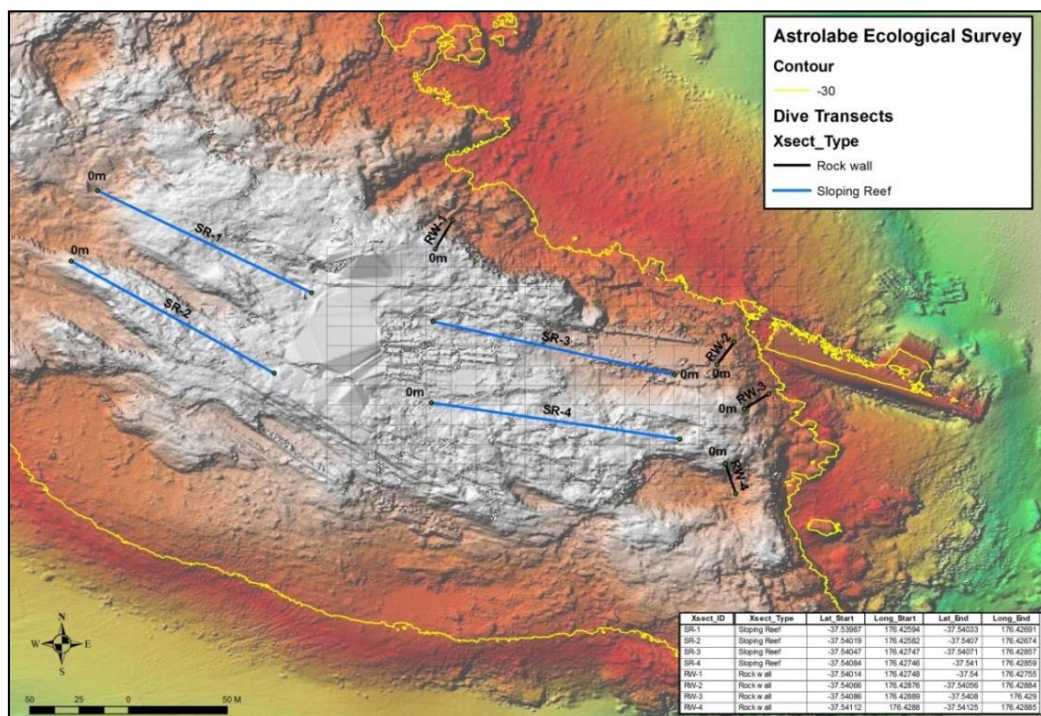 Astrolabe Ecological Survey
Contour
-30
Dive Transects
Xsect_Type
Rock wall
Sloping Reef
0m
SR-1
RW-1
0m
0m
SR-2
SR-3
RW-2
0m
0m
RW-3
0m
0m
SR-4
0m
RW-4
N
W E
S
50 25 0 50 M
Xsect_ID Xsect_Type Lat_Start Long_Start Lat_End Long_End
SR-1 Sloping Reef -37.53987 176.42594 -37.54033 176.42691
SR-2 Sloping Reef -37.54019 176.42582 -37.5407 176.42674
SR-3 Sloping Reef -37.54047 176.42747 -37.54071 176.42857
SR-4 Sloping Reef -37.54084 176.42746 -37.541 176.42859
RW-1 Rock wall -37.54014 176.42748 -37.54 176.42755
RW-2 Rock wall -37.54066 176.42876 -37.54056 176.42884
RW-3 Rock wall -37.54086 176.42889 -37.5408 176.429
RW-4 Rock wall -37.54112 176.4288 -37.54125 176.42885